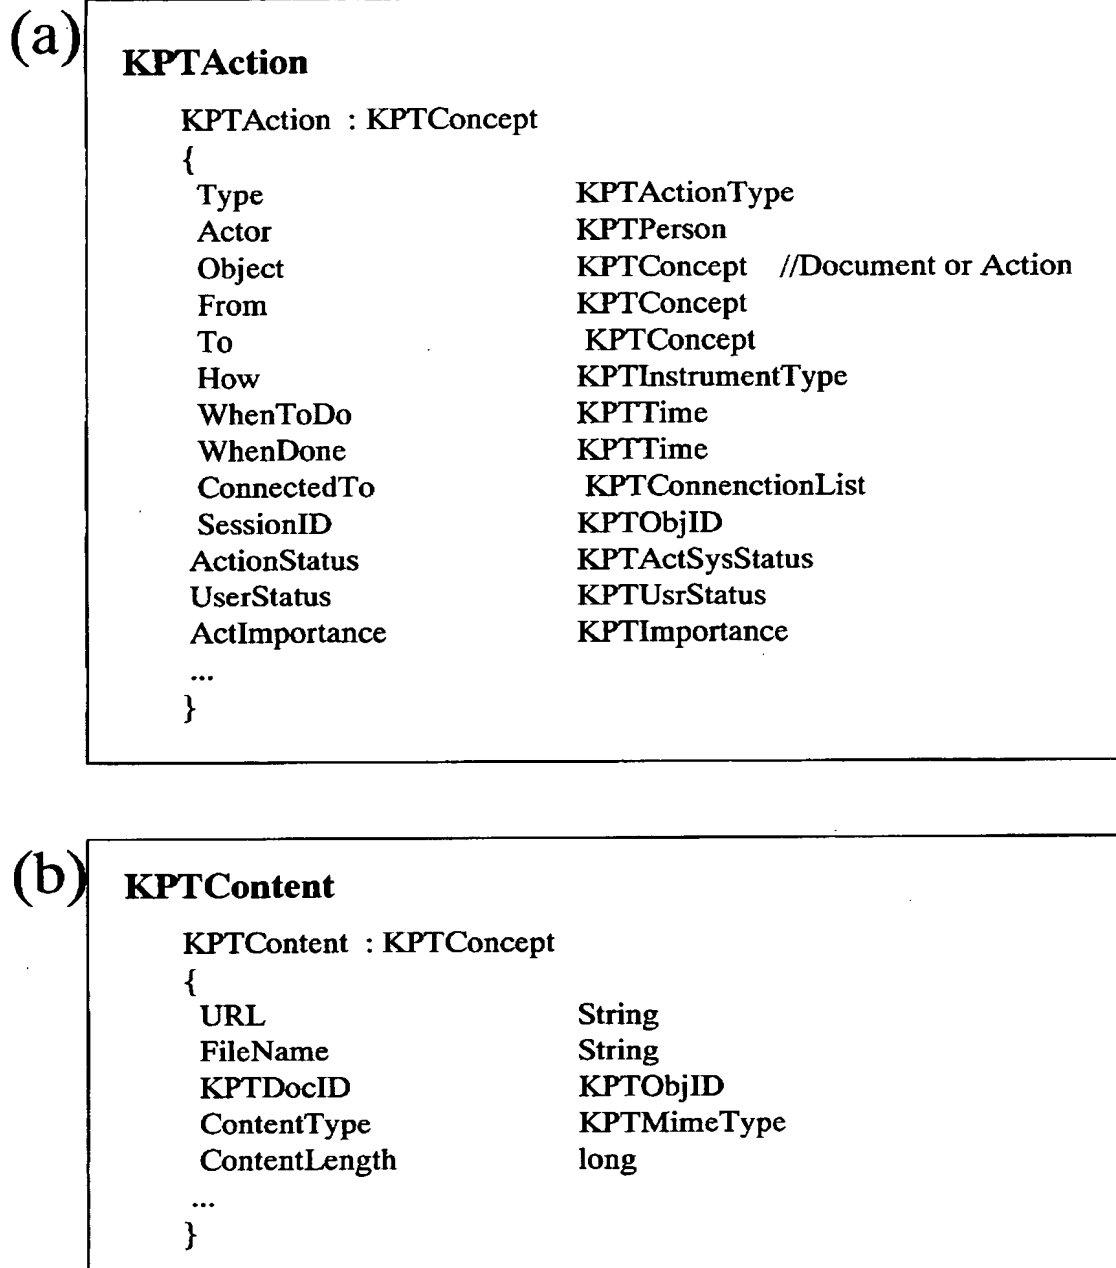 (a)
KPTAction
KPTAction : KPTConcept
{
Type KPTActionType
Actor KPTPerson
Object KPTConcept //Document or Action
From KPTConcept
To KPTConcept
How KPTInstrumentType
WhenToDo KPTTime
WhenDone KPTTime
ConnectedTo KPTConnenctionList
SessionID KPTObjID
ActionStatus KPTActSysStatus
UserStatus KPTUsrStatus
ActImportance KPTImportance
...
}
(b)
KPTContent
KPTContent : KPTConcept
{
URL String
FileName String
KPTDocID KPTObjID
ContentType KPTMimeType
ContentLength long
...
}